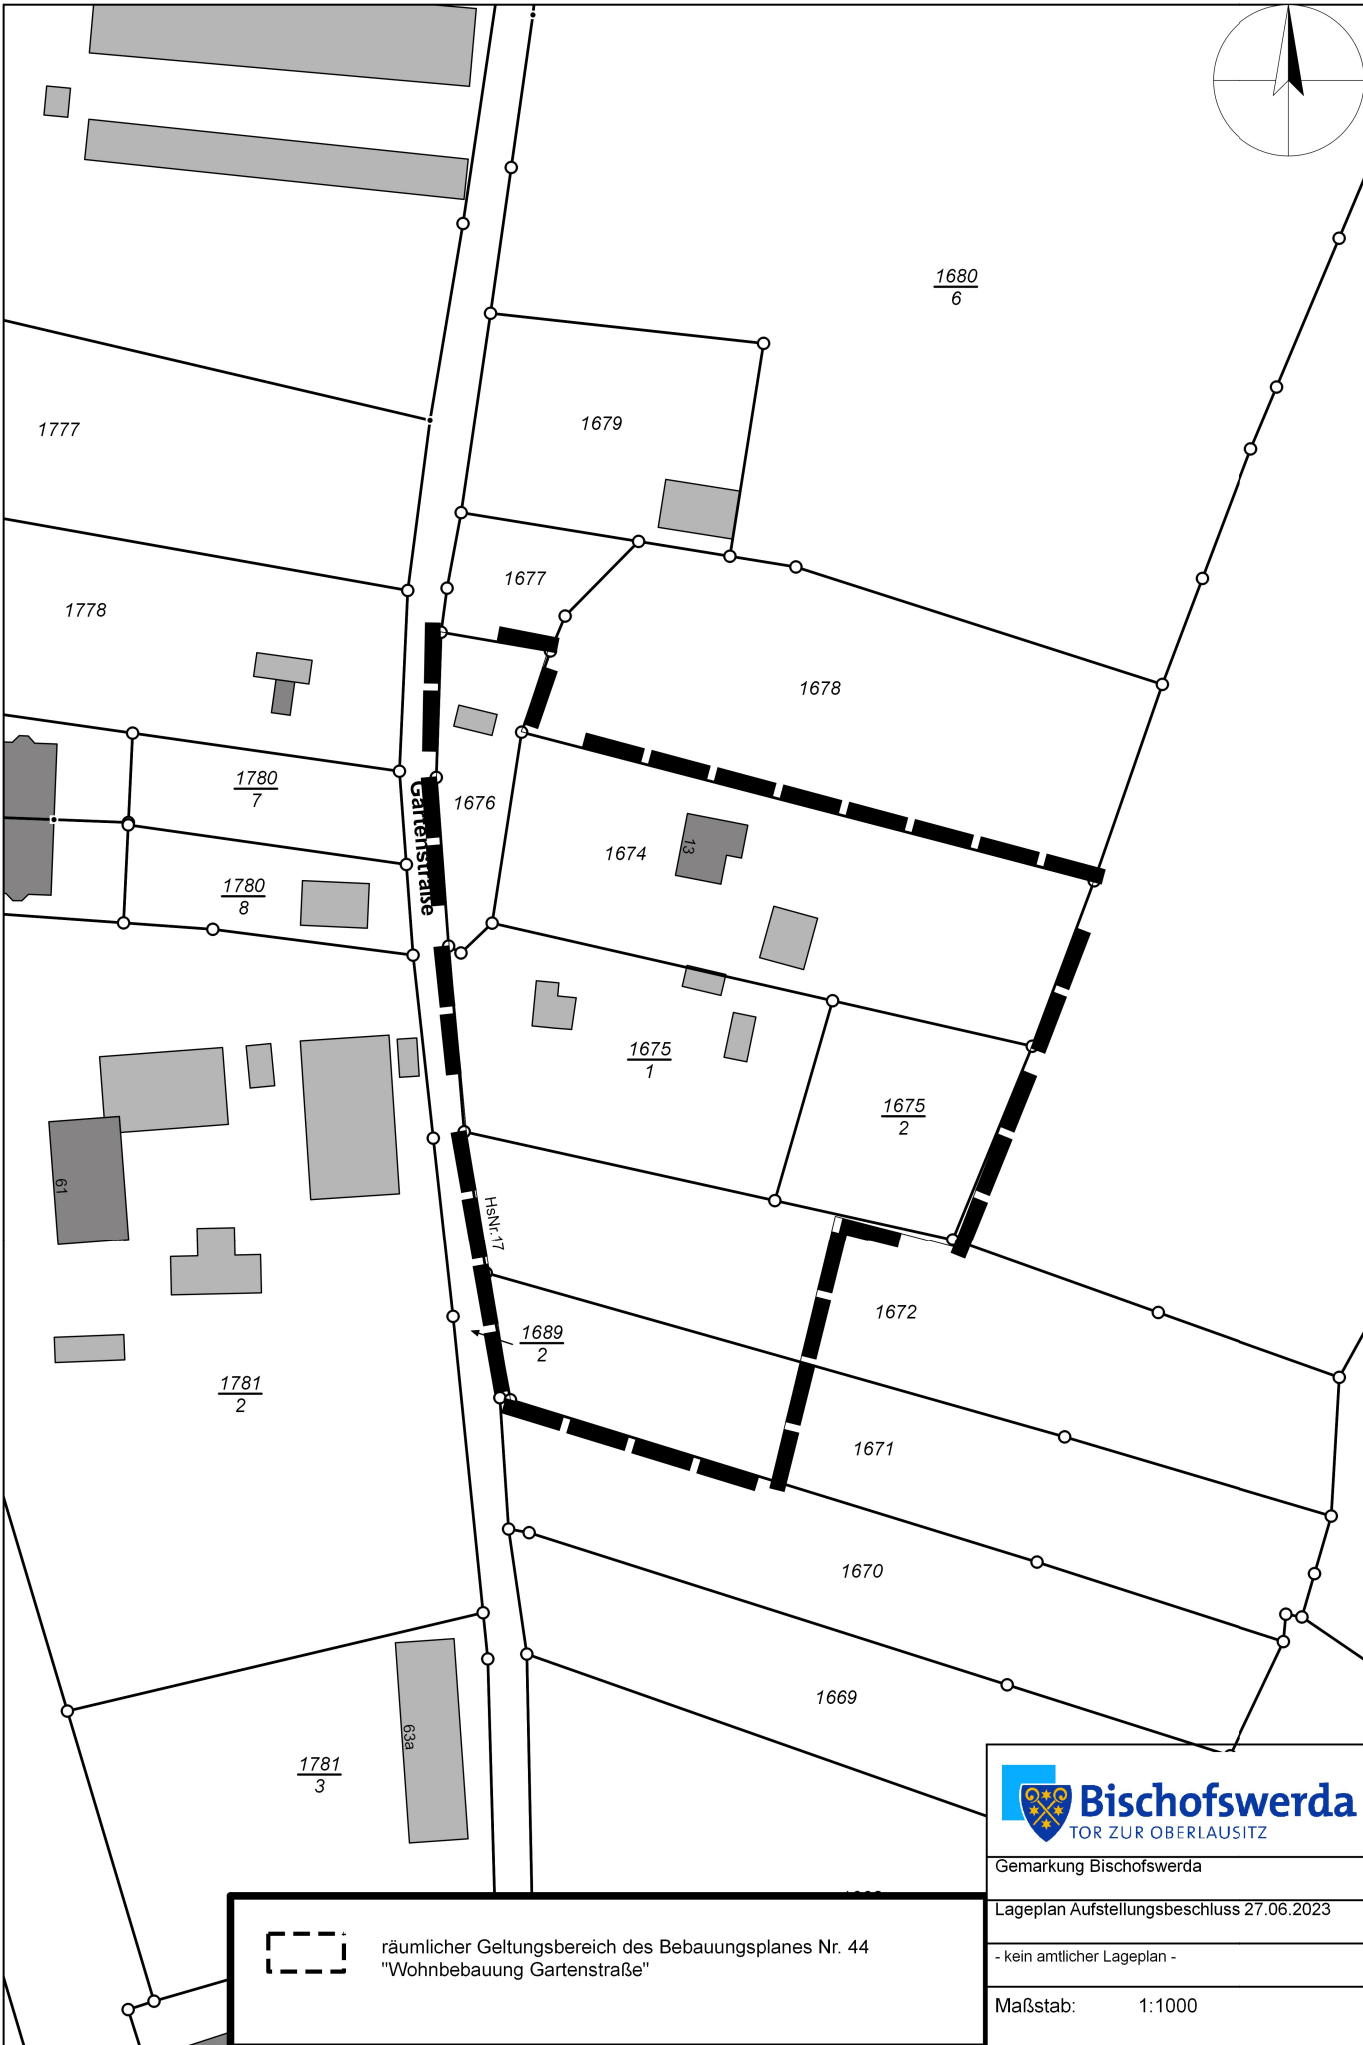 1680
6
1679
1777
1677
1778
1678
1780
7
1676
Gartenstraße
13
1674
1780
8
1675
1
1675
2
61
HsNr.17
1672
1689
2
1781
2
1671
1670
1669
63a
1781
3
Bischofswerda
TOR ZUR OBERLAUSITZ
Gemarkung Bischofswerda
Lageplan Aufstellungsbeschluss 27.06.2023
- kein amtlicher Lageplan -
Maßstab: 1:1000
räumlicher Geltungsbereich des Bebauungsplanes Nr. 44
"Wohnbebauung Gartenstraße"